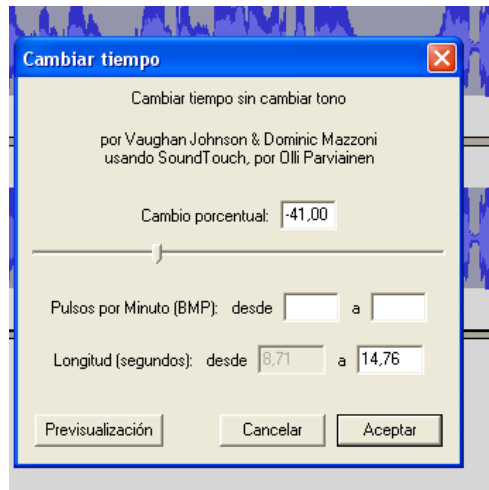 Cambiar tiempo
Cambiar tiempo sin cambiar tono
por Vaughan Johnson & Dominic Mazzoni
usando SoundTouch, por Olli Parviainen
Cambio porcentual: -41,00
Pulsos por Minuto (BMP): desde a
Longitud (segundos): desde 8,71 a 14,76
Previsualización Cancelar Aceptar